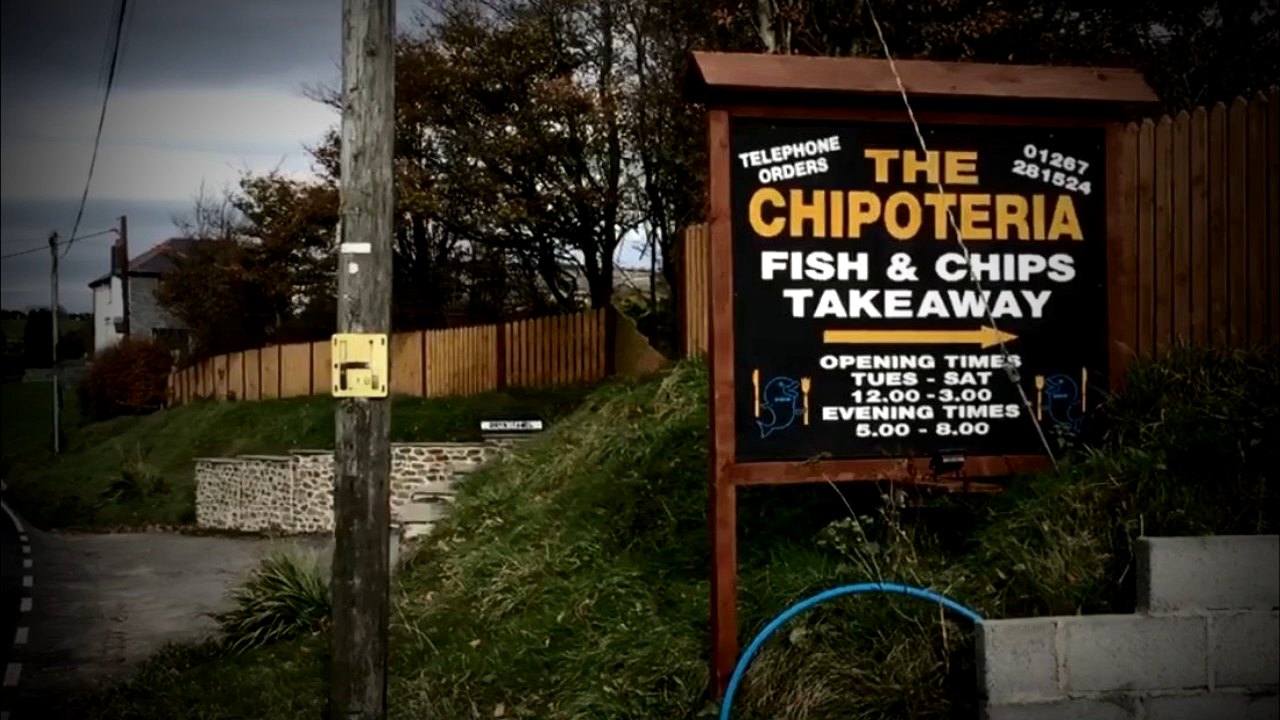 TELEPHONE
ORDERS
01267
281524
THE
CHIPOTERIA
FISH & CHIPS
TAKEAWAY
OPENING TIMES
TUES - SAT
12.00 - 3.00
EVENING TIMES
5.00 - 8.00